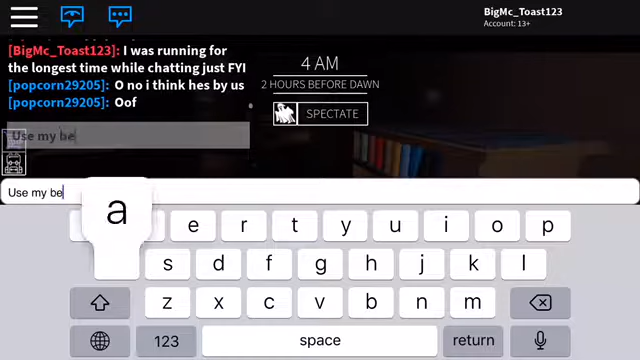 BigMc_Toast123
Account: 13+
[BigMc_Toast123]: I was running for
the longest time while chatting just FYI
[popcorn29205]: O no i think hes by us
[popcorn29205]: Oof
4 AM
2 HOURS BEFORE DAWN
SPECTATE
Use my be
Use my be
a
e r t y u i o p
s d f g h j k l
z x c v b n m
123 space return